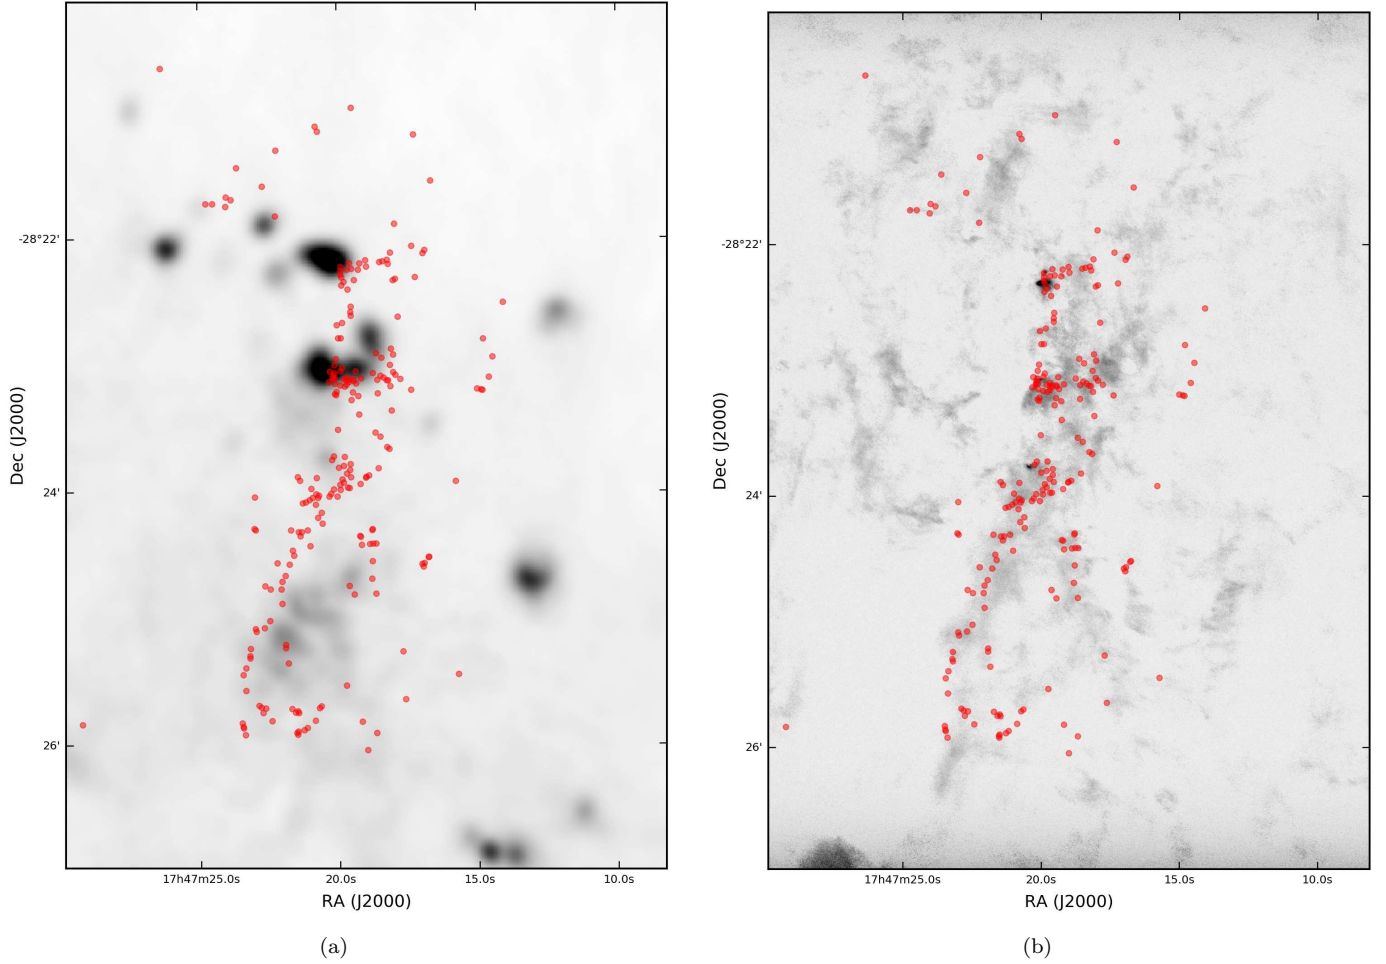 -28°22'
24'
26'
Dec (J2000)
17h47m25.0s
20.0s
15.0s
10.0s
RA (J2000)
(a)
-28°22'
24'
26'
Dec (J2000)
17h47m25.0s
20.0s
15.0s
10.0s
RA (J2000)
(b)